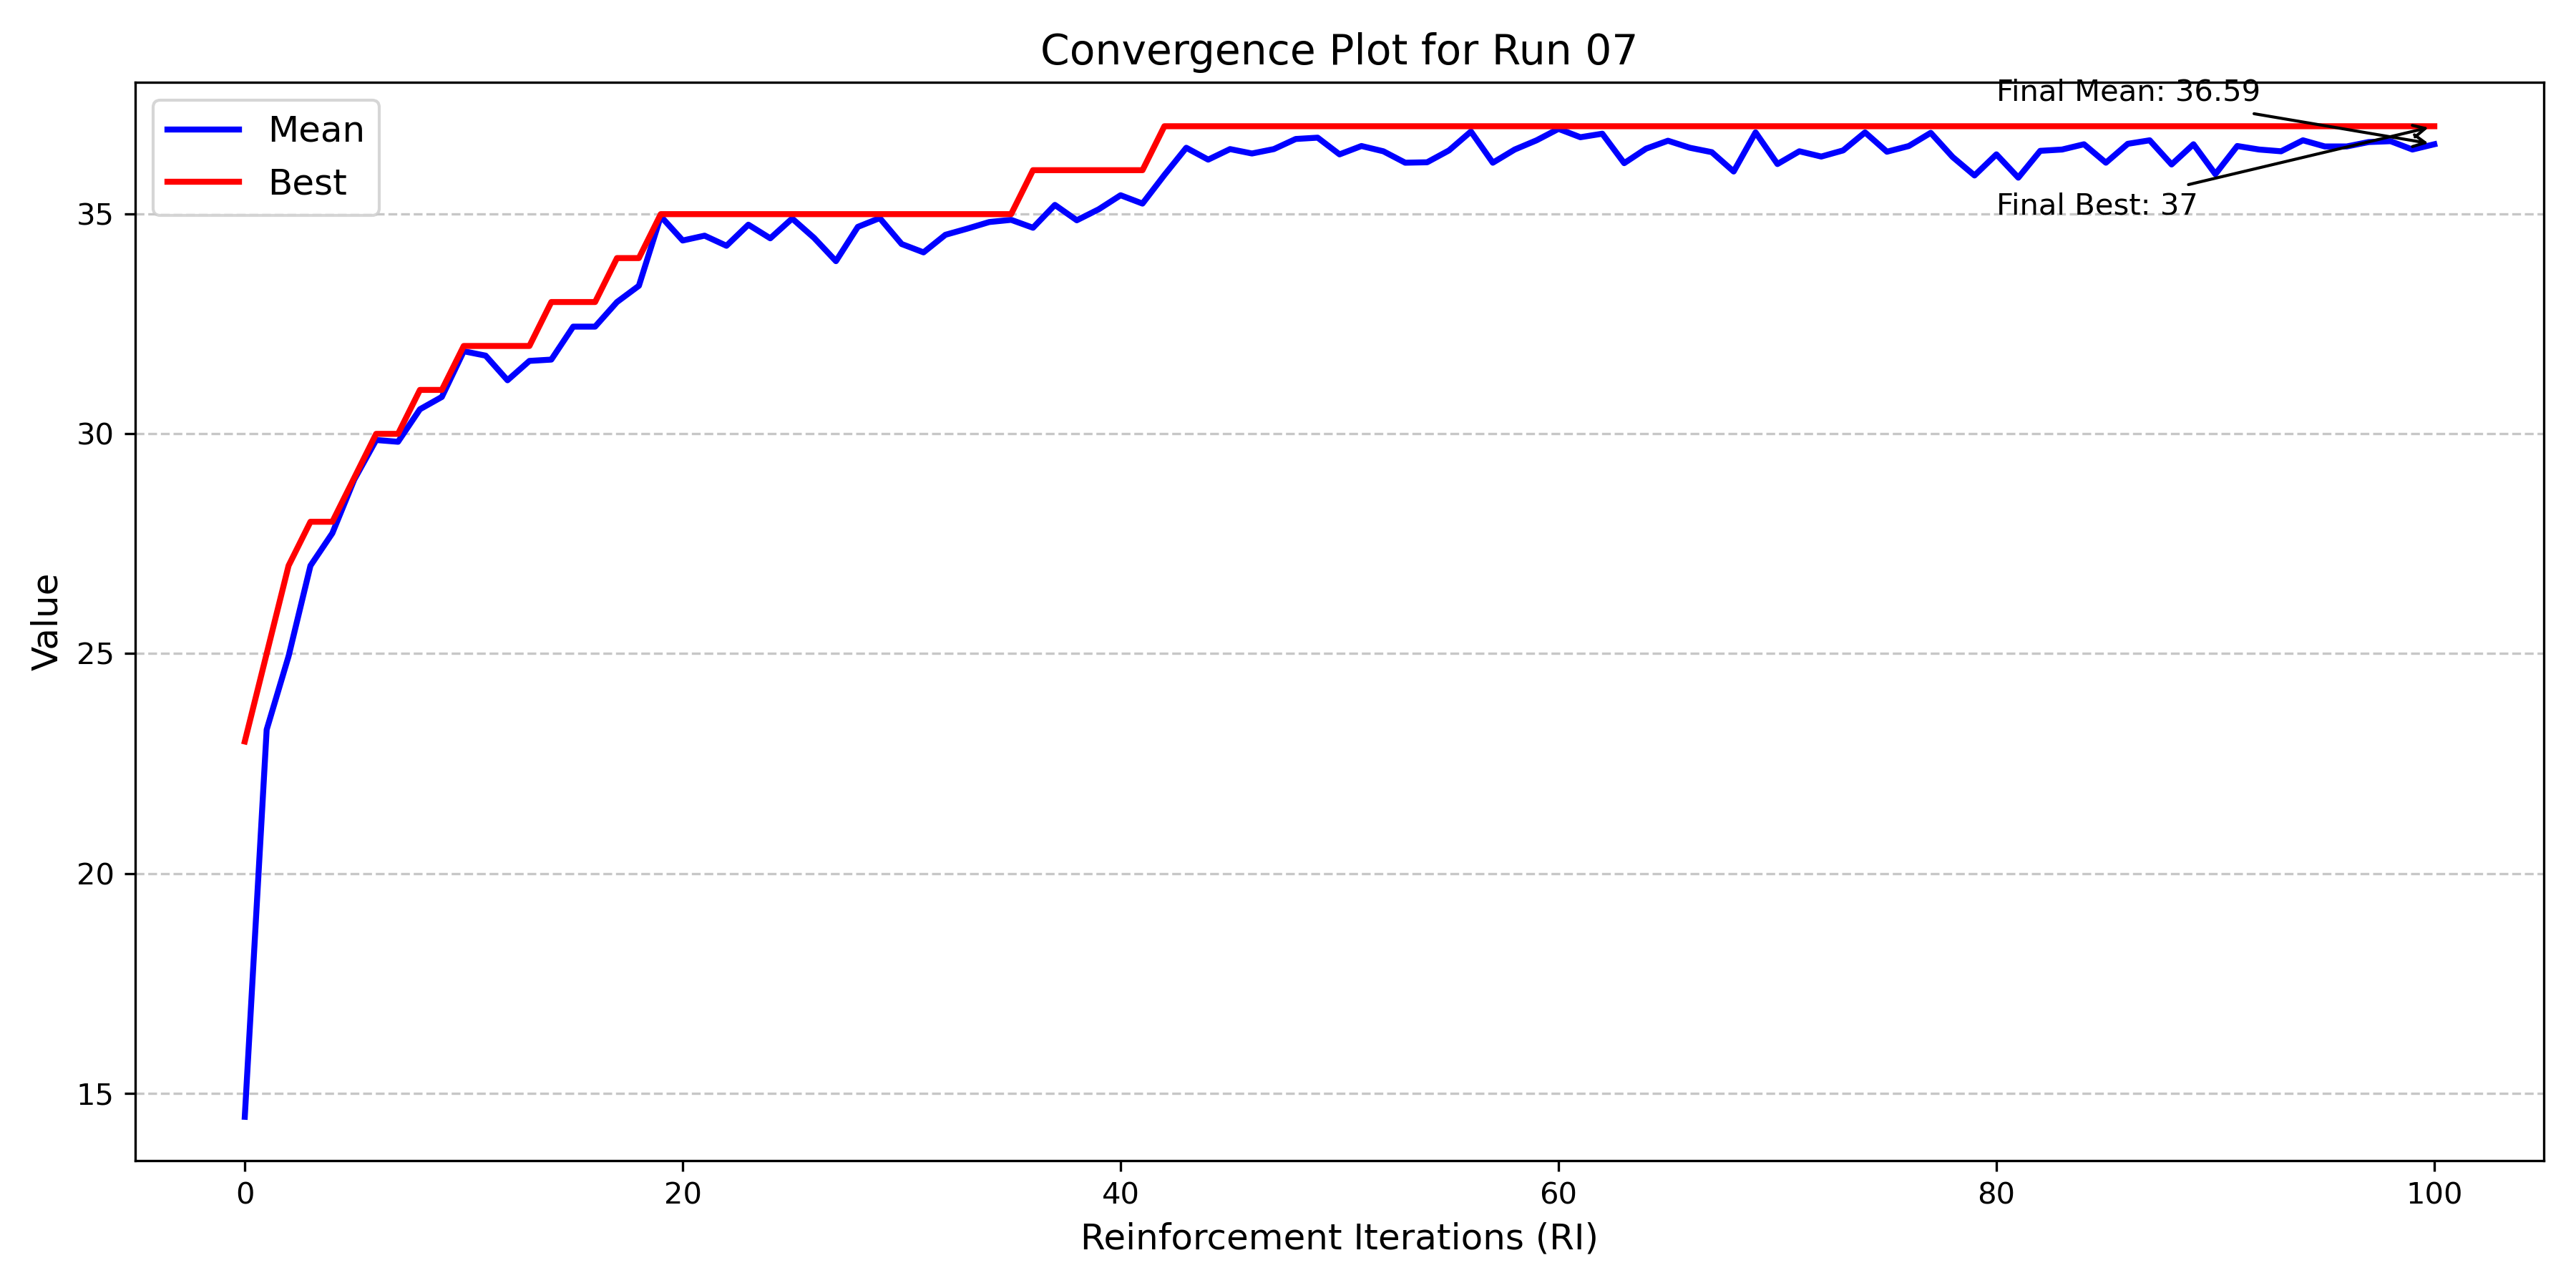 Convergence Plot for Run 07
Mean
Best
Final Mean: 36.59
Final Best: 37
Value
35
30
25
20
15
0 20 40 60 80 100
Reinforcement Iterations (RI)